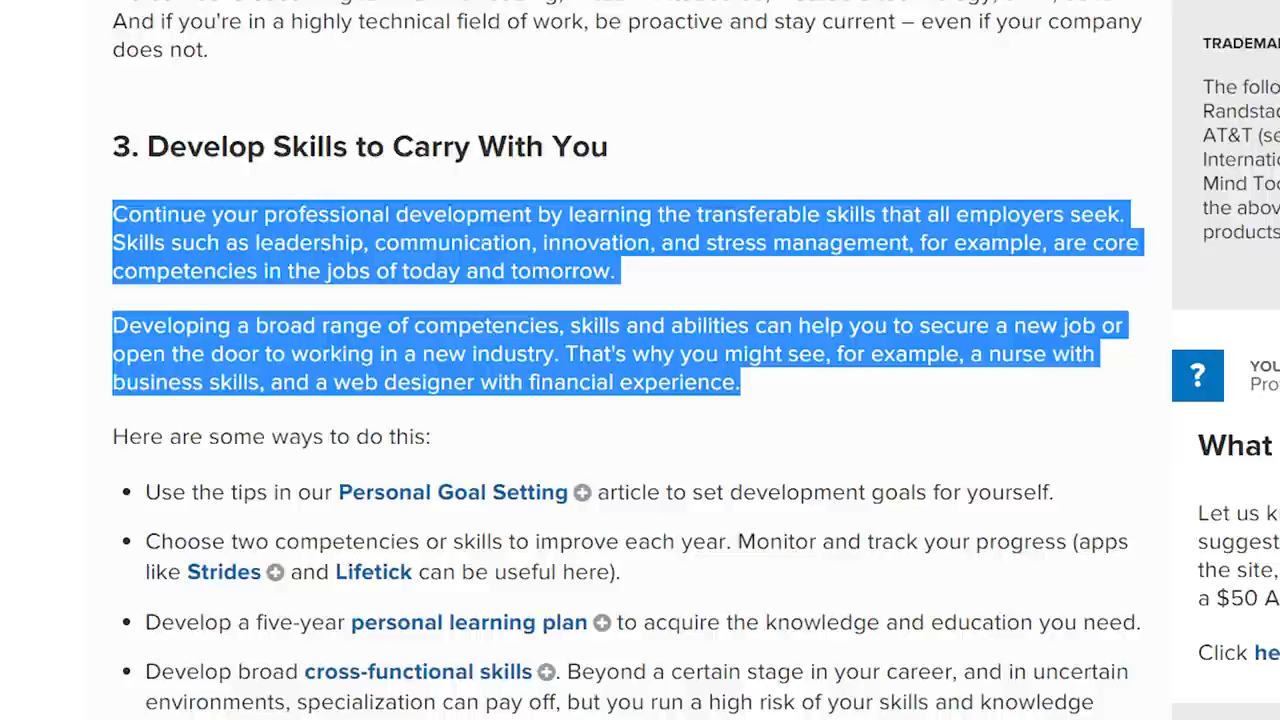 And if you're in a highly technical field of work, be proactive and stay current – even if your company
does not.
3. Develop Skills to Carry With You
Continue your professional development by learning the transferable skills that all employers seek.
Skills such as leadership, communication, innovation, and stress management, for example, are core
competencies in the jobs of today and tomorrow.
Developing a broad range of competencies, skills and abilities can help you to secure a new job or
open the door to working in a new industry. That's why you might see, for example, a nurse with
business skills, and a web designer with financial experience.
Here are some ways to do this:
• Use the tips in our Personal Goal Setting article to set development goals for yourself.
• Choose two competencies or skills to improve each year. Monitor and track your progress (apps
like Strides and Lifetick can be useful here).
• Develop a five-year personal learning plan to acquire the knowledge and education you need.
• Develop broad cross-functional skills. Beyond a certain stage in your career, and in uncertain
environments, specialization can pay off, but you run a high risk of your skills and knowledge
TRADEMA
The follo
Randstad
AT&T (se
Internatio
Mind Too
the abov
products
?
YOU
Pro
What
Let us k
suggest
the site,
a $50 A
Click he